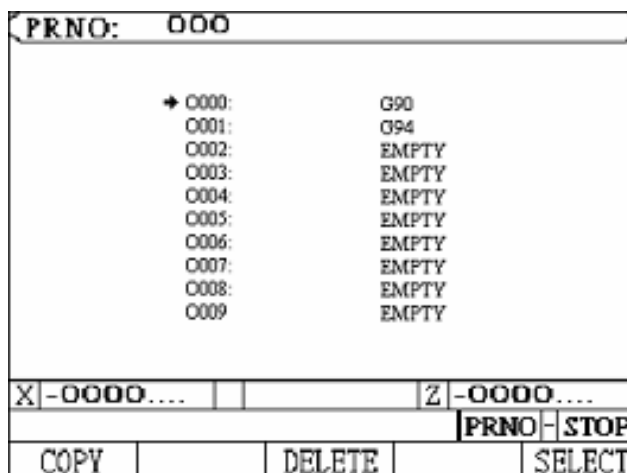 PRNO: 000
→ O000: G90
O001: G94
O002: EMPTY
O003: EMPTY
O004: EMPTY
O005: EMPTY
O006: EMPTY
O007: EMPTY
O008: EMPTY
O009 EMPTY
X -0000.... Z -0000....
PRNO - STOP
COPY DELETE SELECT